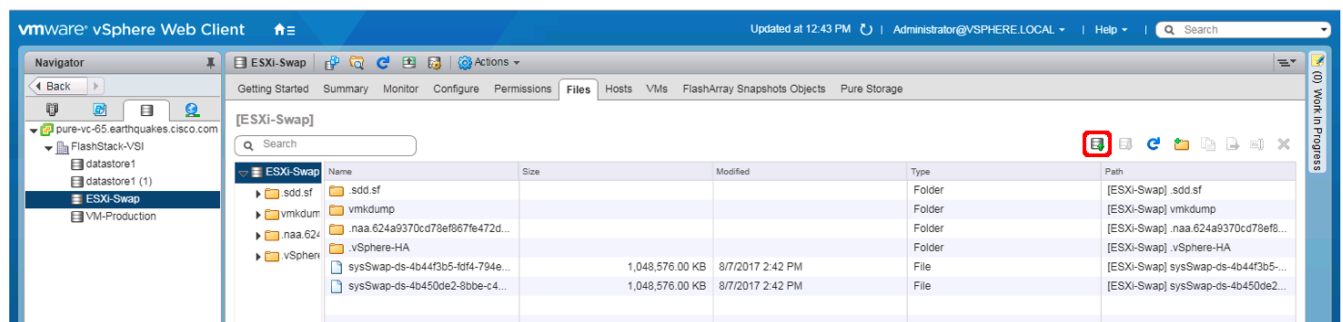 vmware® vSphere Web Client
Updated at 12:43 PM | Administrator@VSPHERE.LOCAL | Help | Search
Navigator
Back
pure-vc-65.earthquakes.cisco.com
FlashStack-VSI
datastore1
datastore1 (1)
ESXi-Swap
VM-Production
ESXi-Swap Actions
Getting Started Summary Monitor Configure Permissions Files Hosts VMs FlashArray Snapshots Objects Pure Storage
[ESXi-Swap]
Search
ESXi-Swap
.sdd.sf
vmkdum
.naa.624
.vSphere
Name Size Modified Type Path
.sdd.sf Folder [ESXi-Swap] .sdd.sf
vmkdump Folder [ESXi-Swap] vmkdump
.naa.624a9370cd78ef867fe472d... Folder [ESXi-Swap] .naa.624a9370cd78ef8...
.vSphere-HA Folder [ESXi-Swap] .vSphere-HA
sysSwap-ds-4b44f3b5-fdf4-794e... 1,048,576.00 KB 8/7/2017 2:42 PM File [ESXi-Swap] sysSwap-ds-4b44f3b5-...
sysSwap-ds-4b450de2-8bbe-c4... 1,048,576.00 KB 8/7/2017 2:42 PM File [ESXi-Swap] sysSwap-ds-4b450de2...
(0) Work In Progress